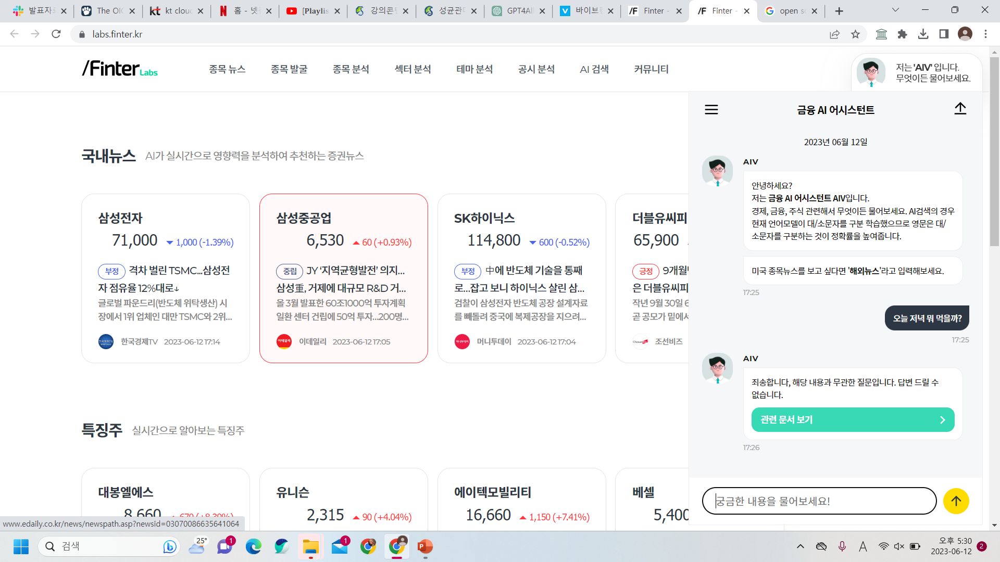 발표자료
The OIG
kt cloud
홈 - 넷플
[Playlis
강의콘텐
성균관대
GPT4All
바이브컴
Finter -
Finter -
open so
labs.finter.kr
/Finter Labs
종목 뉴스
종목 발굴
종목 분석
섹터 분석
테마 분석
공시 분석
AI 검색
커뮤니티
저는 'AIV' 입니다.
무엇이든 물어보세요.
국내뉴스 AI가 실시간으로 영향력을 분석하여 추천하는 증권뉴스
삼성전자
71,000 1,000 (-1.39%)
부정 격차 벌린 TSMC...삼성전
자 점유율 12%대로↓
글로벌 파운드리(반도체 위탁생산) 시
장에서 1위 업체인 대만 TSMC와 2위...
한국경제TV 2023-06-12 17:14
삼성중공업
6,530 60 (+0.93%)
중립 JY ‘지역균형발전’ 의지...
삼성重, 거제에 대규모 R&D 거...
올 3월 발표한 60조1000억 투자계획
일환 센터 건립에 50억 투자...200명...
이데일리
이데일리 2023-06-12 17:05
SK하이닉스
114,800 600 (-0.52%)
부정 中에 반도체 기술을 통째
로...잡고 보니 하이닉스 살린 삼...
검찰이 삼성전자 반도체 공장 설계자료
를 빼돌려 중국에 복제공장을 지으려...
머니투데이
머니투데이 2023-06-12 17:04
더블유씨피
65,900
긍정 9개월
은 더블유씨피
작년 9월 30일 6
곧 공모가 밑에서
조선비즈
특징주 실시간으로 알아보는 특징주
대봉엘에스
8,660 670 (+8.39%)
유니슨
2,315 90 (+4.04%)
에이텍모빌리티
16,660 1,150 (+7.41%)
베셀
5,400
금융 AI 어시스턴트
2023년 06월 12일
AIV
안녕하세요?
저는 금융 AI 어시스턴트 AIV입니다.
경제, 금융, 주식 관련해서 무엇이든 물어보세요. AI검색의 경우
현재 언어모델이 대/소문자를 구분 학습했으므로 영문은 대/
소문자를 구분하는 것이 정확률을 높여줍니다.
미국 종목뉴스를 보고 싶다면 '해외뉴스'라고 입력해보세요.
17:25
오늘 저녁 뭐 먹을까?
17:25
AIV
죄송합니다, 해당 내용과 무관한 질문입니다. 답변 드릴 수
없습니다.
관련 문서 보기
17:26
궁금한 내용을 물어보세요!
www.edaily.co.kr/news/newspath.asp?newsid=03070086635641064
검색
25°
1
1
A
오후 5:30
2023-06-12
2